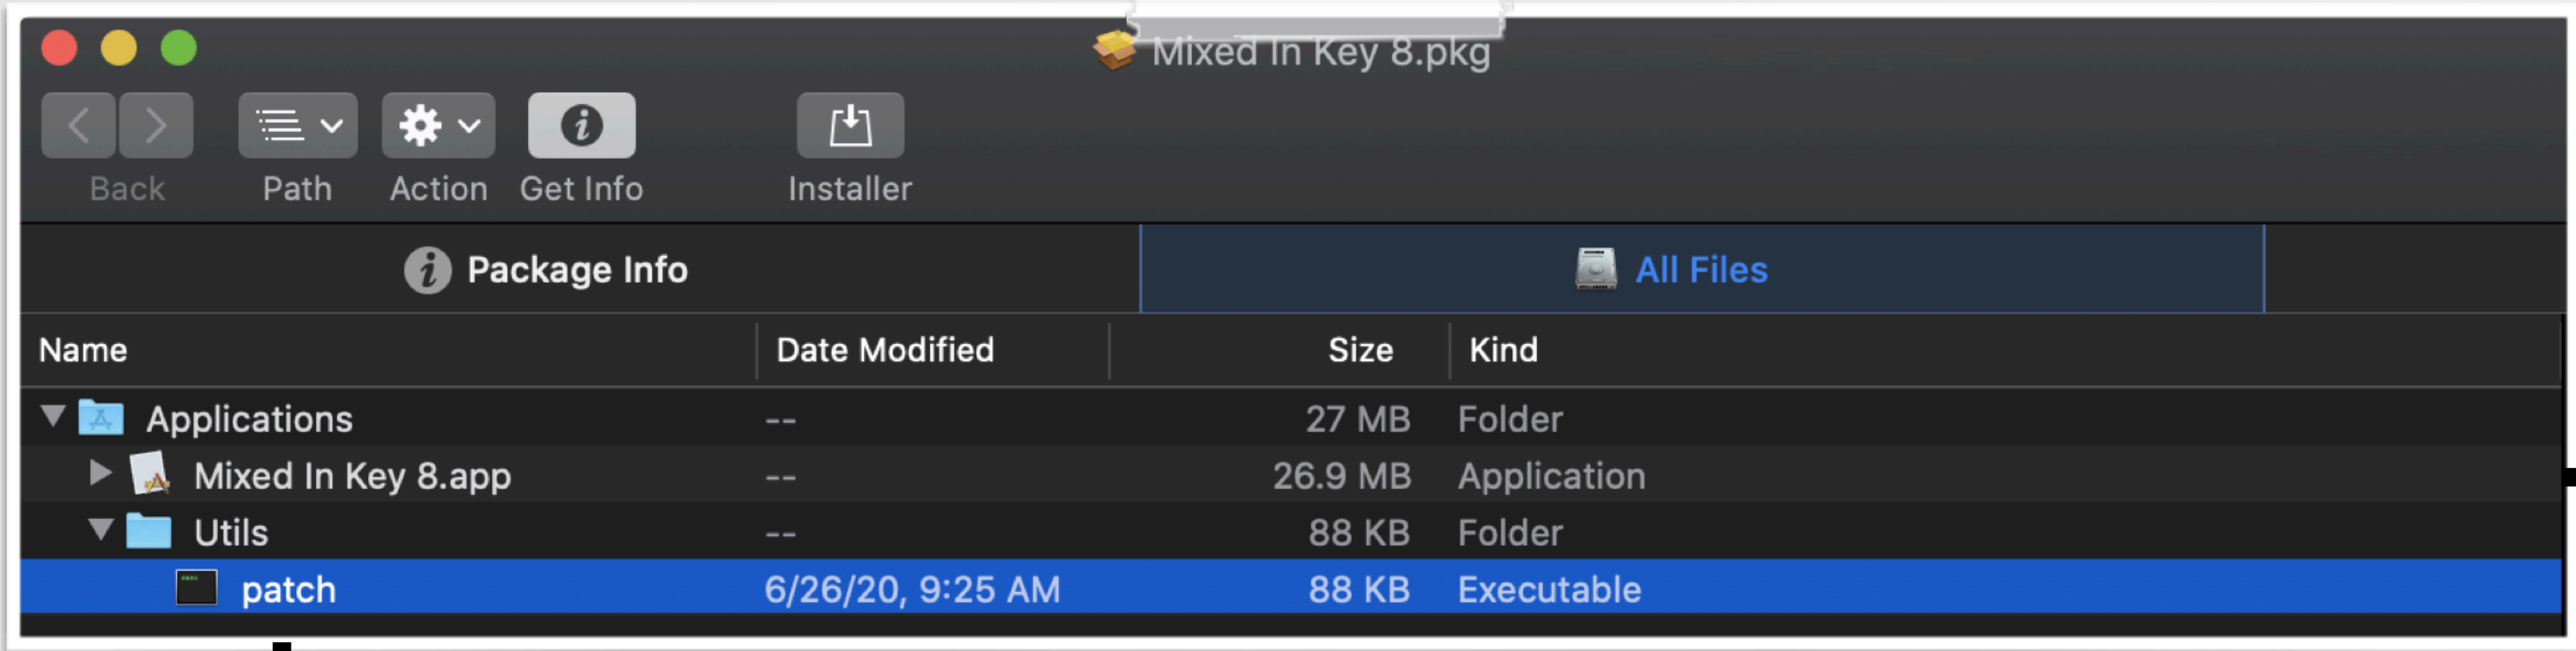 Mixed In Key 8.pkg
Back Path Action Get Info Installer
Package Info All Files
Name Date Modified Size Kind
Applications -- 27 MB Folder
Mixed In Key 8.app -- 26.9 MB Application
Utils -- 88 KB Folder
patch 6/26/20, 9:25 AM 88 KB Executable